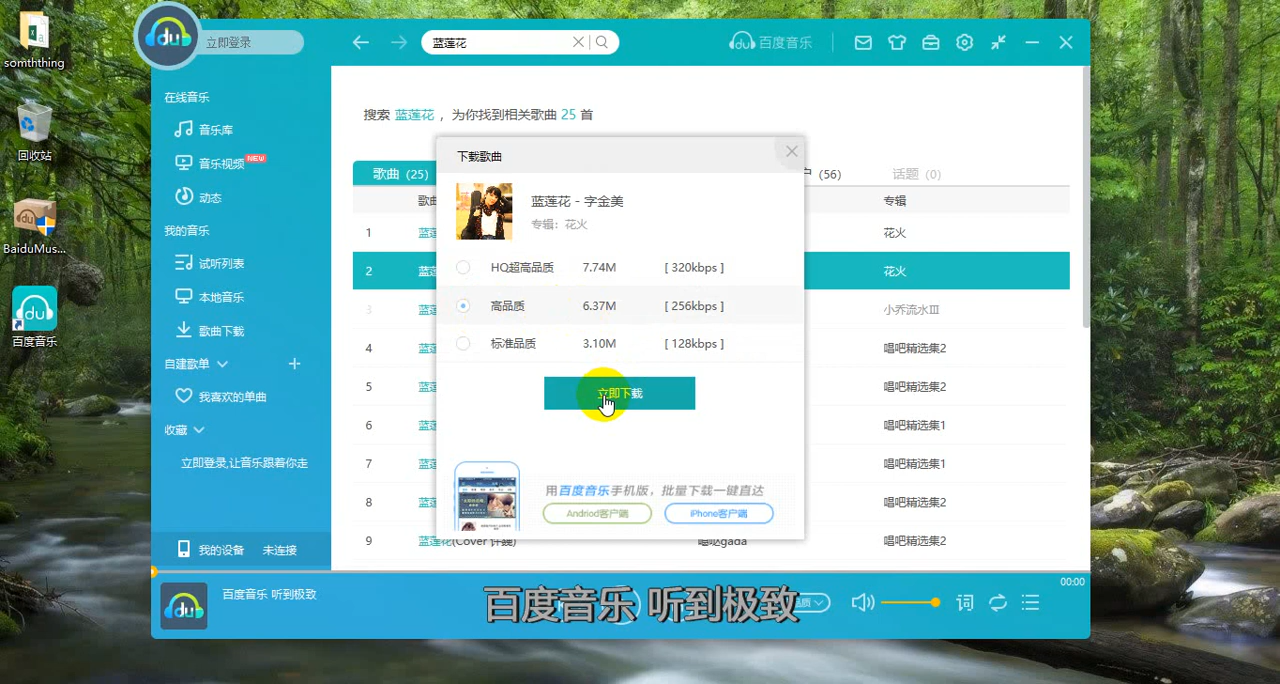 somththing
回收站
BaiduMus...
百度音乐
立即登录
蓝莲花
百度音乐
在线音乐
音乐库
音乐视频 NEW
动态
我的音乐
试听列表
本地音乐
歌曲下载
自建歌单
我喜欢的单曲
收藏
立即登录,让音乐跟着你走
我的设备 未连接
搜索 蓝莲花，为你找到相关歌曲 25 首
歌曲 (25)
(56)
话题 (0)
专辑
1 花火
2 花火
3 小乔流水III
4 唱吧精选集2
5 唱吧精选集2
6 唱吧精选集1
7 唱吧精选集1
8 唱吧精选集2
9 蓝莲花(Cover 许巍) 唱吧精选集2
下载歌曲
蓝莲花 - 字金美
专辑：花火
HQ超高品质 7.74M [ 320kbps ]
高品质 6.37M [ 256kbps ]
标准品质 3.10M [ 128kbps ]
立即下载
用百度音乐手机版，批量下载一键直达
Andriod客户端
iPhone客户端
百度音乐 听到极致
百度音乐 听到极致
词
00:00